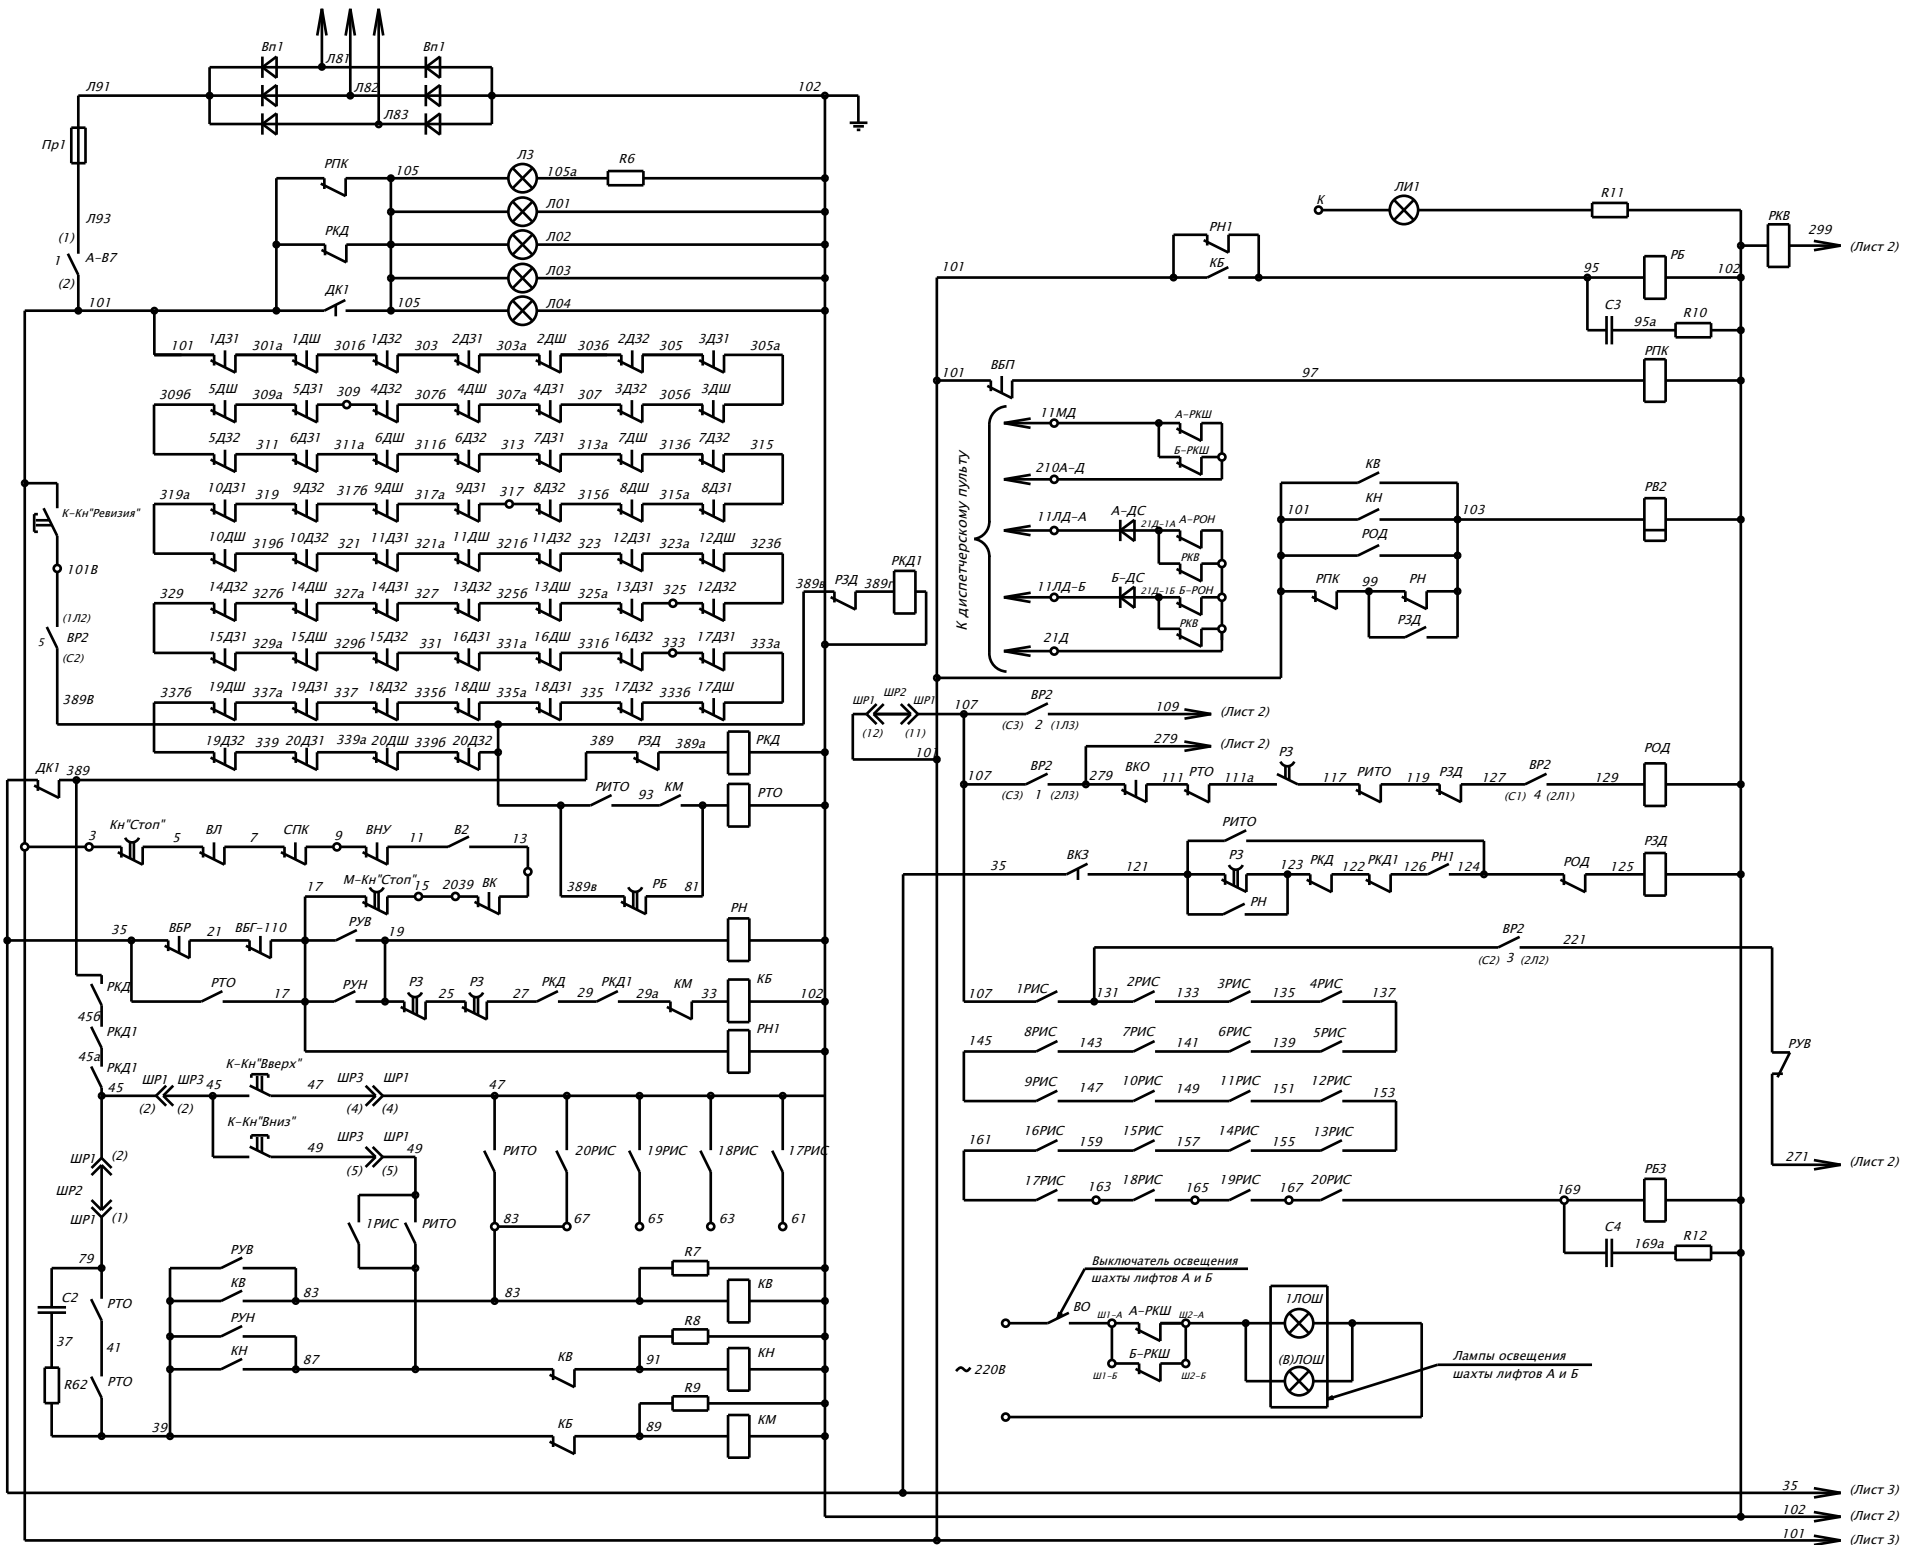 Вп1 Вп1
Л81
Л91 Л82 102
Л83
Пр1
РПК 105 Л3 105а R6
Л01
Л93
(1)
1 А-В7
(2)
РКД Л02
Л03
101 ДК1 105 Л04
101 1ДЗ1 301а 1ДШ 301б 1ДЗ2 303 2ДЗ1 303а 2ДШ 303б 2ДЗ2 305 3ДЗ1 305а
309б 5ДШ 309а 5ДЗ1 309 4ДЗ2 307б 4ДШ 307а 4ДЗ1 307 3ДЗ2 305б 3ДШ
5ДЗ2 311 6ДЗ1 311а 6ДШ 311б 6ДЗ2 313 7ДЗ1 313а 7ДШ 313б 7ДЗ2 315
319а 10ДЗ1 319 9ДЗ2 317б 9ДШ 317а 9ДЗ1 317 8ДЗ2 315б 8ДШ 315а 8ДЗ1
К-Кн"Ревизия"
10ДШ 319б 10ДЗ2 321 11ДЗ1 321а 11ДШ 321б 11ДЗ2 323 12ДЗ1 323а 12ДШ 323б
101В
329 14ДЗ2 327б 14ДШ 327а 14ДЗ1 327 13ДЗ2 325б 13ДШ 325а 13ДЗ1 325 12ДЗ2
389в РЗД 389г РКД1
(1Л2)
5 ВР2
(С2)
15ДЗ1 329а 15ДШ 329б 15ДЗ2 331 16ДЗ1 331а 16ДШ 331б 16ДЗ2 333 17ДЗ1 333а
389В
337б 19ДШ 337а 19ДЗ1 337 18ДЗ2 335б 18ДШ 335а 18ДЗ1 335 17ДЗ2 333б 17ДШ
19ДЗ2 339 20ДЗ1 339а 20ДШ 339б 20ДЗ2 389 РЗД 389а РКД
ДК1 389
РИТО 93 КМ РТО
3 Кн"Стоп" 5 ВЛ 7 СПК 9 ВНУ 11 В2 13
17 М-Кн"Стоп" 15 2039 ВК 389в РБ 81
35 ВБР 21 ВБГ-110 РУВ 19 РН
РКД РТО 17 РУН РЗ 25 РЗ 27 РКД 29 РКД1 29а КМ 33 КБ 102
45б
РКД1 РН1
45а
РКД1
45 ШР1 ШР3 45 К-Кн"Вверх" 47 ШР3 ШР1 47
(2) (2) (4) (4)
К-Кн"Вниз" 49 ШР3 ШР1 49
(5) (5)
ШР1 (2)
РИТО 20РИС 19РИС 18РИС 17РИС
ШР2
ШР1 (1)
1РИС РИТО 83 67 65 63 61
79 РУВ R7
С2 РТО КВ 83 83 КВ
37 41 РУН R8
КН 87 КВ 91 КН
R62 РТО R9
39 КБ 89 КМ
К ЛИ1 R11 РКВ 299 (Лист 2)
РН1
101 КБ 95 РБ 102
С3 95а R10
101 ВБП 97 РПК
К диспетчерскому пульту
11МД А-РКШ
Б-РКШ
210А-Д
11ЛД-А А-ДС 21Д-1А А-РОН
РКВ
11ЛД-Б Б-ДС 21Д-1Б Б-РОН
РКВ
21Д
КВ
101 КН 103 РВ2
РОД
РПК 99 РН
РЗД
ШР1 ШР2 ШР1 107 ВР2 109 (Лист 2)
(12) (11) (С3) 2 (1Л3)
101 279 (Лист 2)
107 ВР2 279 ВКО 111 РТО 111а РЗ 117 РИТО 119 РЗД 127 ВР2 129 РОД
(С3) 1 (2Л3) (С1) 4 (2Л1)
РИТО
35 ВКЗ 121 РЗ 123 РКД 122 РКД1 126 РН1 124 РОД 125 РЗД
РН
ВР2 221
(С2) 3 (2Л2)
107 1РИС 131 2РИС 133 3РИС 135 4РИС 137
145 8РИС 143 7РИС 141 6РИС 139 5РИС
РУВ
9РИС 147 10РИС 149 11РИС 151 12РИС 153
161 16РИС 159 15РИС 157 14РИС 155 13РИС
271 (Лист 2)
17РИС 163 18РИС 165 19РИС 167 20РИС 169 РБЗ
С4 169а R12
Выключатель освещения
шахты лифтов А и Б
ВО Ш1-А А-РКШ Ш2-А 1ЛОШ
Б-РКШ (В)ЛОШ
Ш1-Б Ш2-Б
~ 220В
Лампы освещения
шахты лифтов А и Б
35 (Лист 3)
102 (Лист 2)
101 (Лист 3)